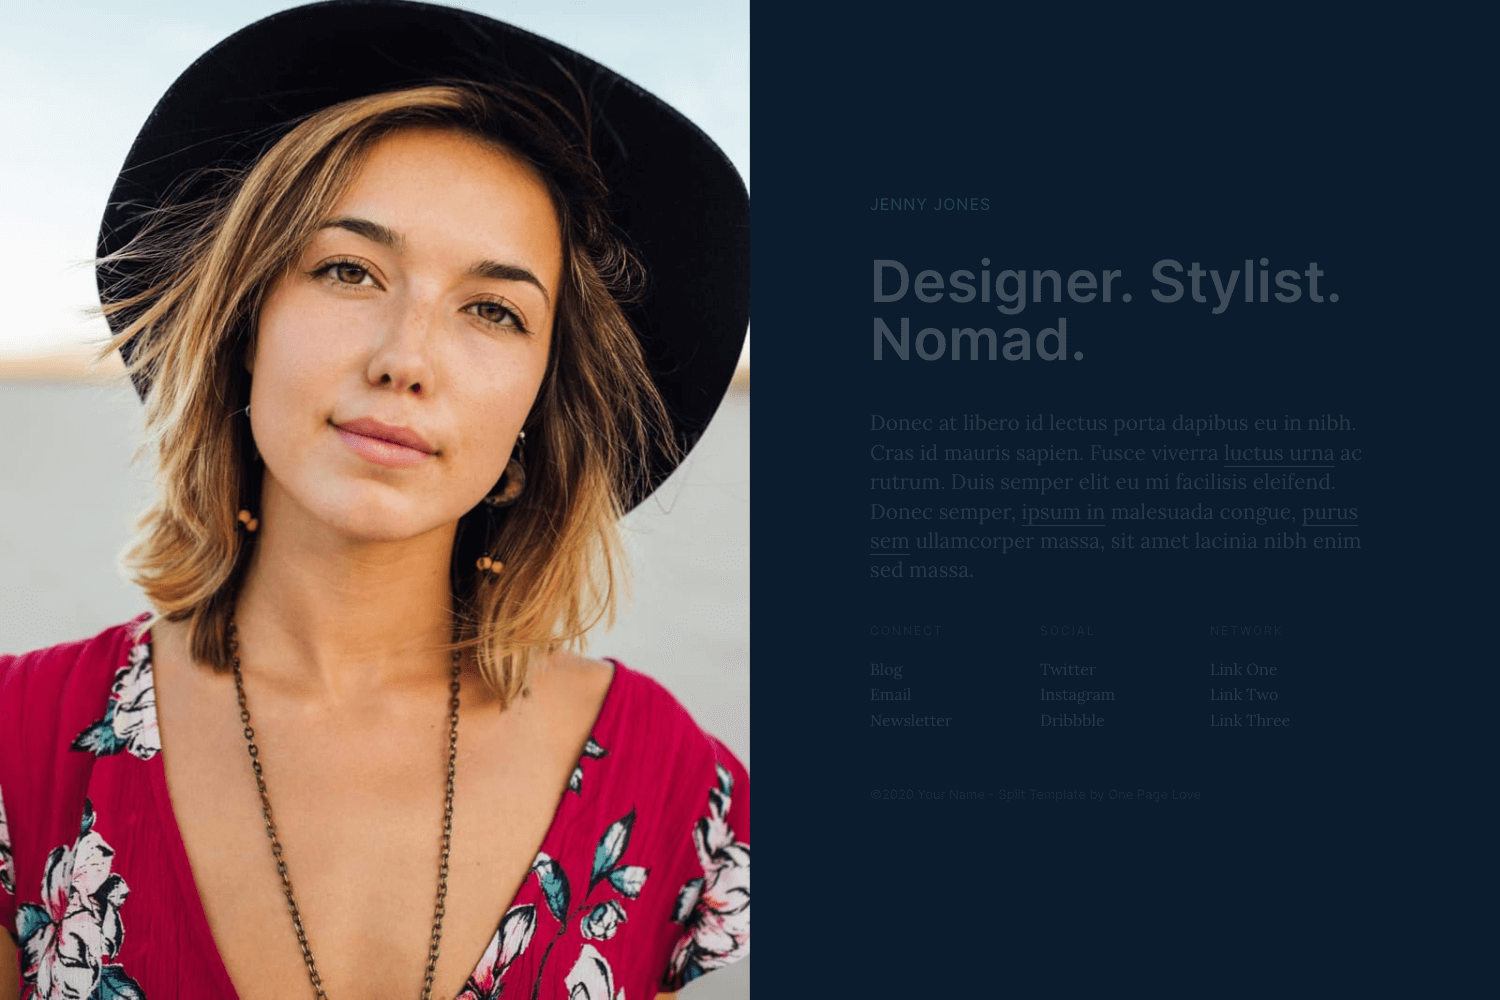 JENNY JONES
Designer. Stylist.
Nomad.
Donec at libero id lectus porta dapibus eu in nibh.
Cras id mauris sapien. Fusce viverra luctus urna ac
rutrum. Duis semper elit eu mi facilisis eleifend.
Donec semper, ipsum in malesuada congue, purus
sem ullamcorper massa, sit amet lacinia nibh enim
sed massa.
CONNECT
Blog
Email
Newsletter
SOCIAL
Twitter
Instagram
Dribbble
NETWORK
Link One
Link Two
Link Three
©2020 Your Name - Split Template by One Page Love